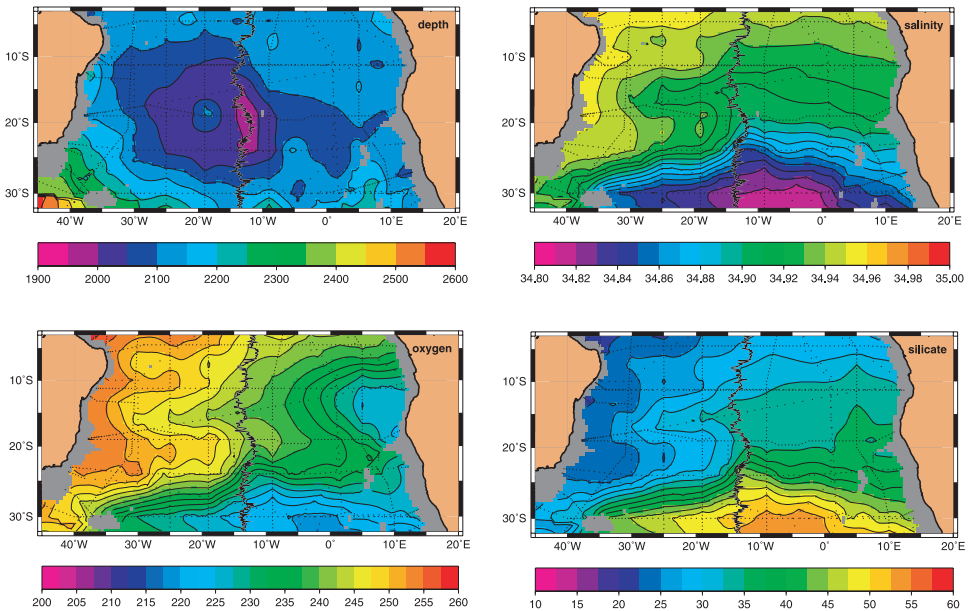 depth
salinity
10°S
10°S
20°S
20°S
30°S
30°S
40°W 30°W 20°W 10°W 0° 10°E 20°E
40°W 30°W 20°W 10°W 0° 10°E 20°E
1900 2000 2100 2200 2300 2400 2500 2600
34.80 34.82 34.84 34.86 34.88 34.90 34.92 34.94 34.96 34.98 35.00
oxygen
silicate
10°S
10°S
20°S
20°S
30°S
30°S
40°W 30°W 20°W 10°W 0° 10°E 20°E
40°W 30°W 20°W 10°W 0° 10°E 20°E
200 205 210 215 220 225 230 235 240 245 250 255 260
10 15 20 25 30 35 40 45 50 55 60